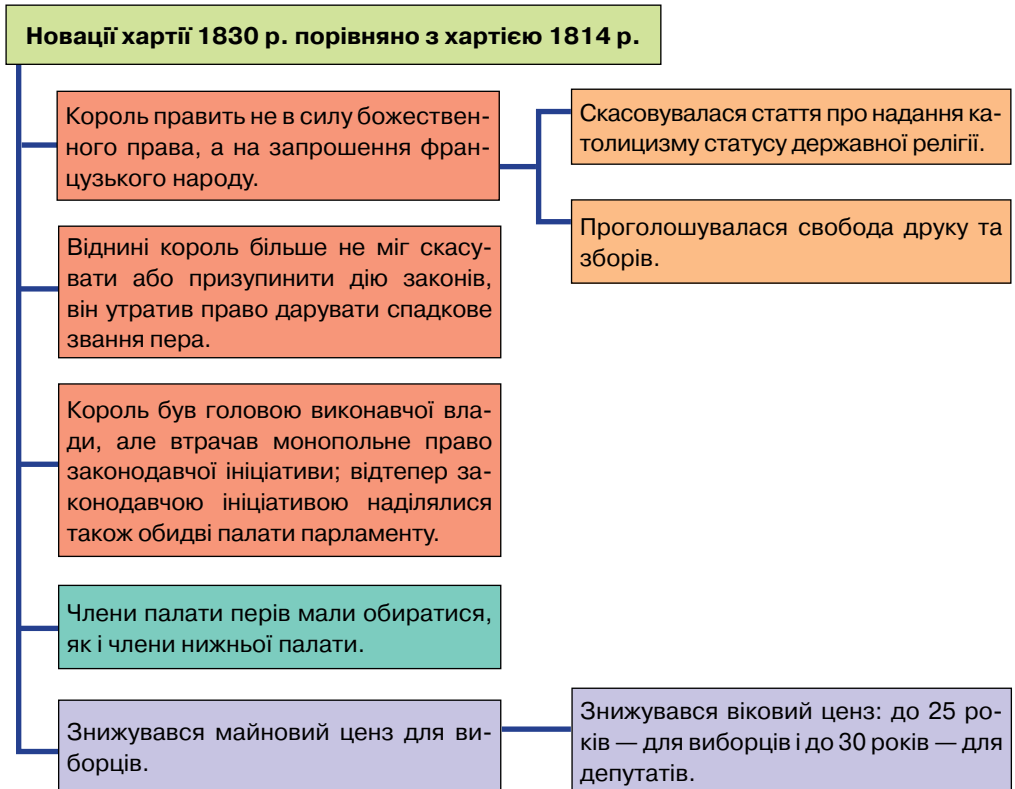 Новації хартії 1830 р. порівняно з хартією 1814 р.
Король править не в силу божествен-
ного права, а на запрошення фран-
цузького народу.
Скасовувалася стаття про надання ка-
толицизму статусу державної релігії.
Проголошувалася свобода друку та
зборів.
Віднині король більше не міг скасу-
вати або призупинити дію законів,
він утратив право дарувати спадкове
звання пера.
Король був головою виконавчої вла-
ди, але втрачав монопольне право
законодавчої ініціативи; відтепер за-
конодавчою ініціативою наділялися
також обидві палати парламенту.
Члени палати перів мали обиратися,
як і члени нижньої палати.
Знижувався майновий ценз для ви-
борців.
Знижувався віковий ценз: до 25 ро-
ків — для виборців і до 30 років — для
депутатів.